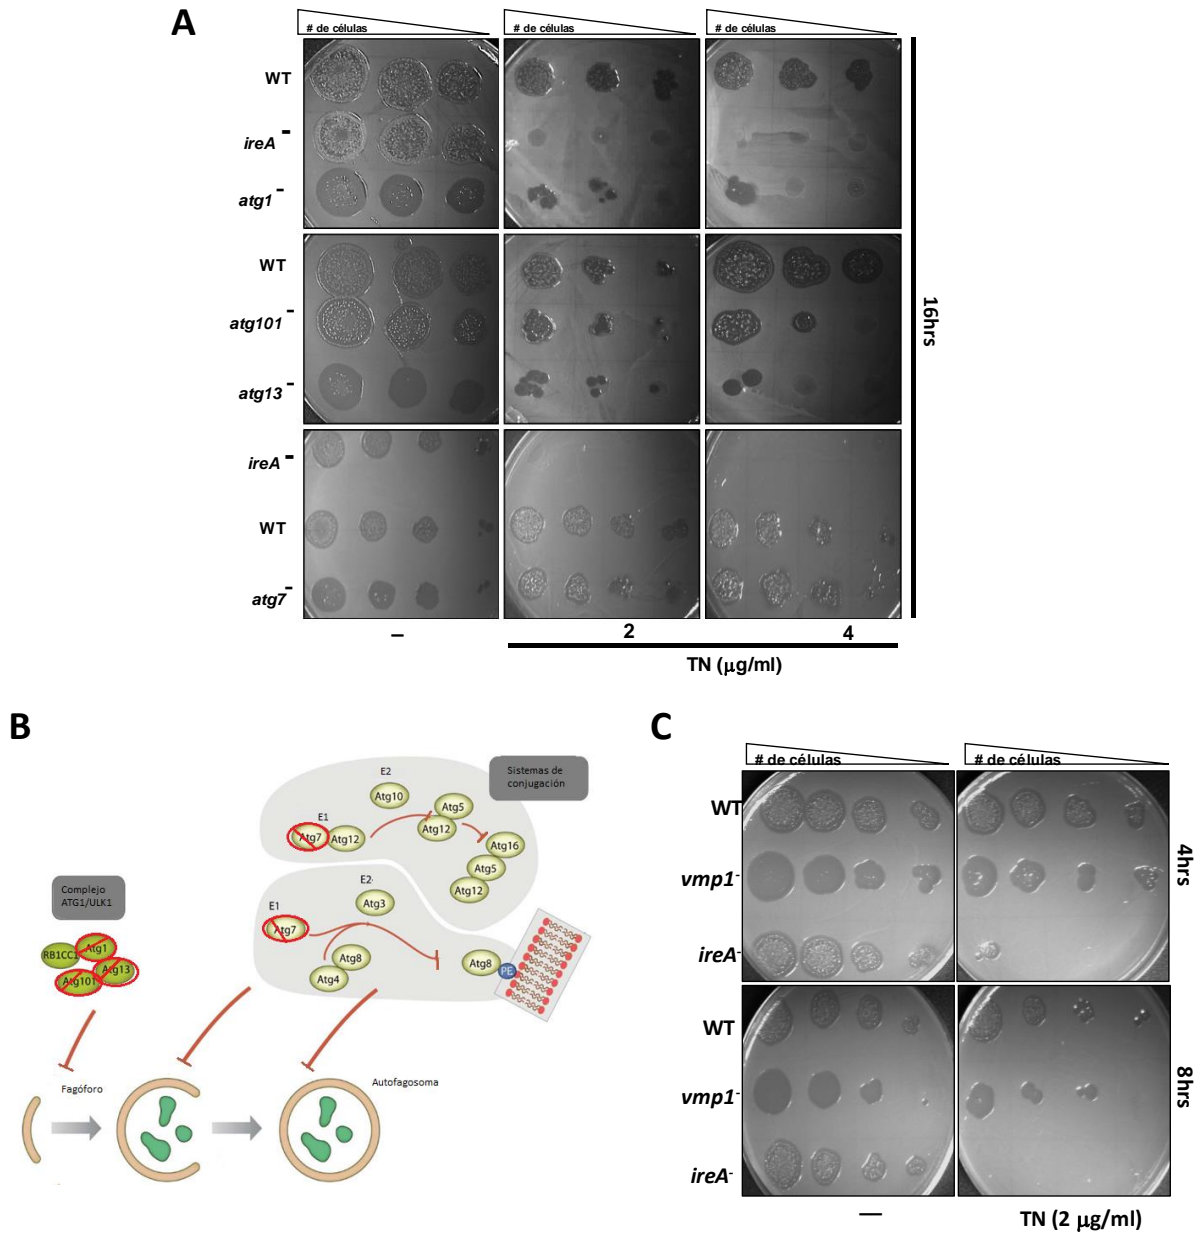 A
# de células
# de células
# de células
WT
ireA -
atg1 -
WT
atg101 -
atg13 -
ireA -
WT
atg7 -
16hrs
–
2
4
TN (μg/ml)
B
Sistemas de
conjugación
E2
Atg10
E1
Atg7
Atg12
Atg5
Atg12
Atg16
Atg5
Atg12
Complejo
ATG1/ULK1
RB1CC1
Atg1
Atg13
Atg101
E2.
Atg3
E1
Atg7
Atg8
Atg4
Atg8
PE
Fagóforo
Autofagosoma
C
# de células
# de células
WT
vmp1-
ireA-
4hrs
WT
vmp1-
ireA-
8hrs
—
TN (2 μg/ml)